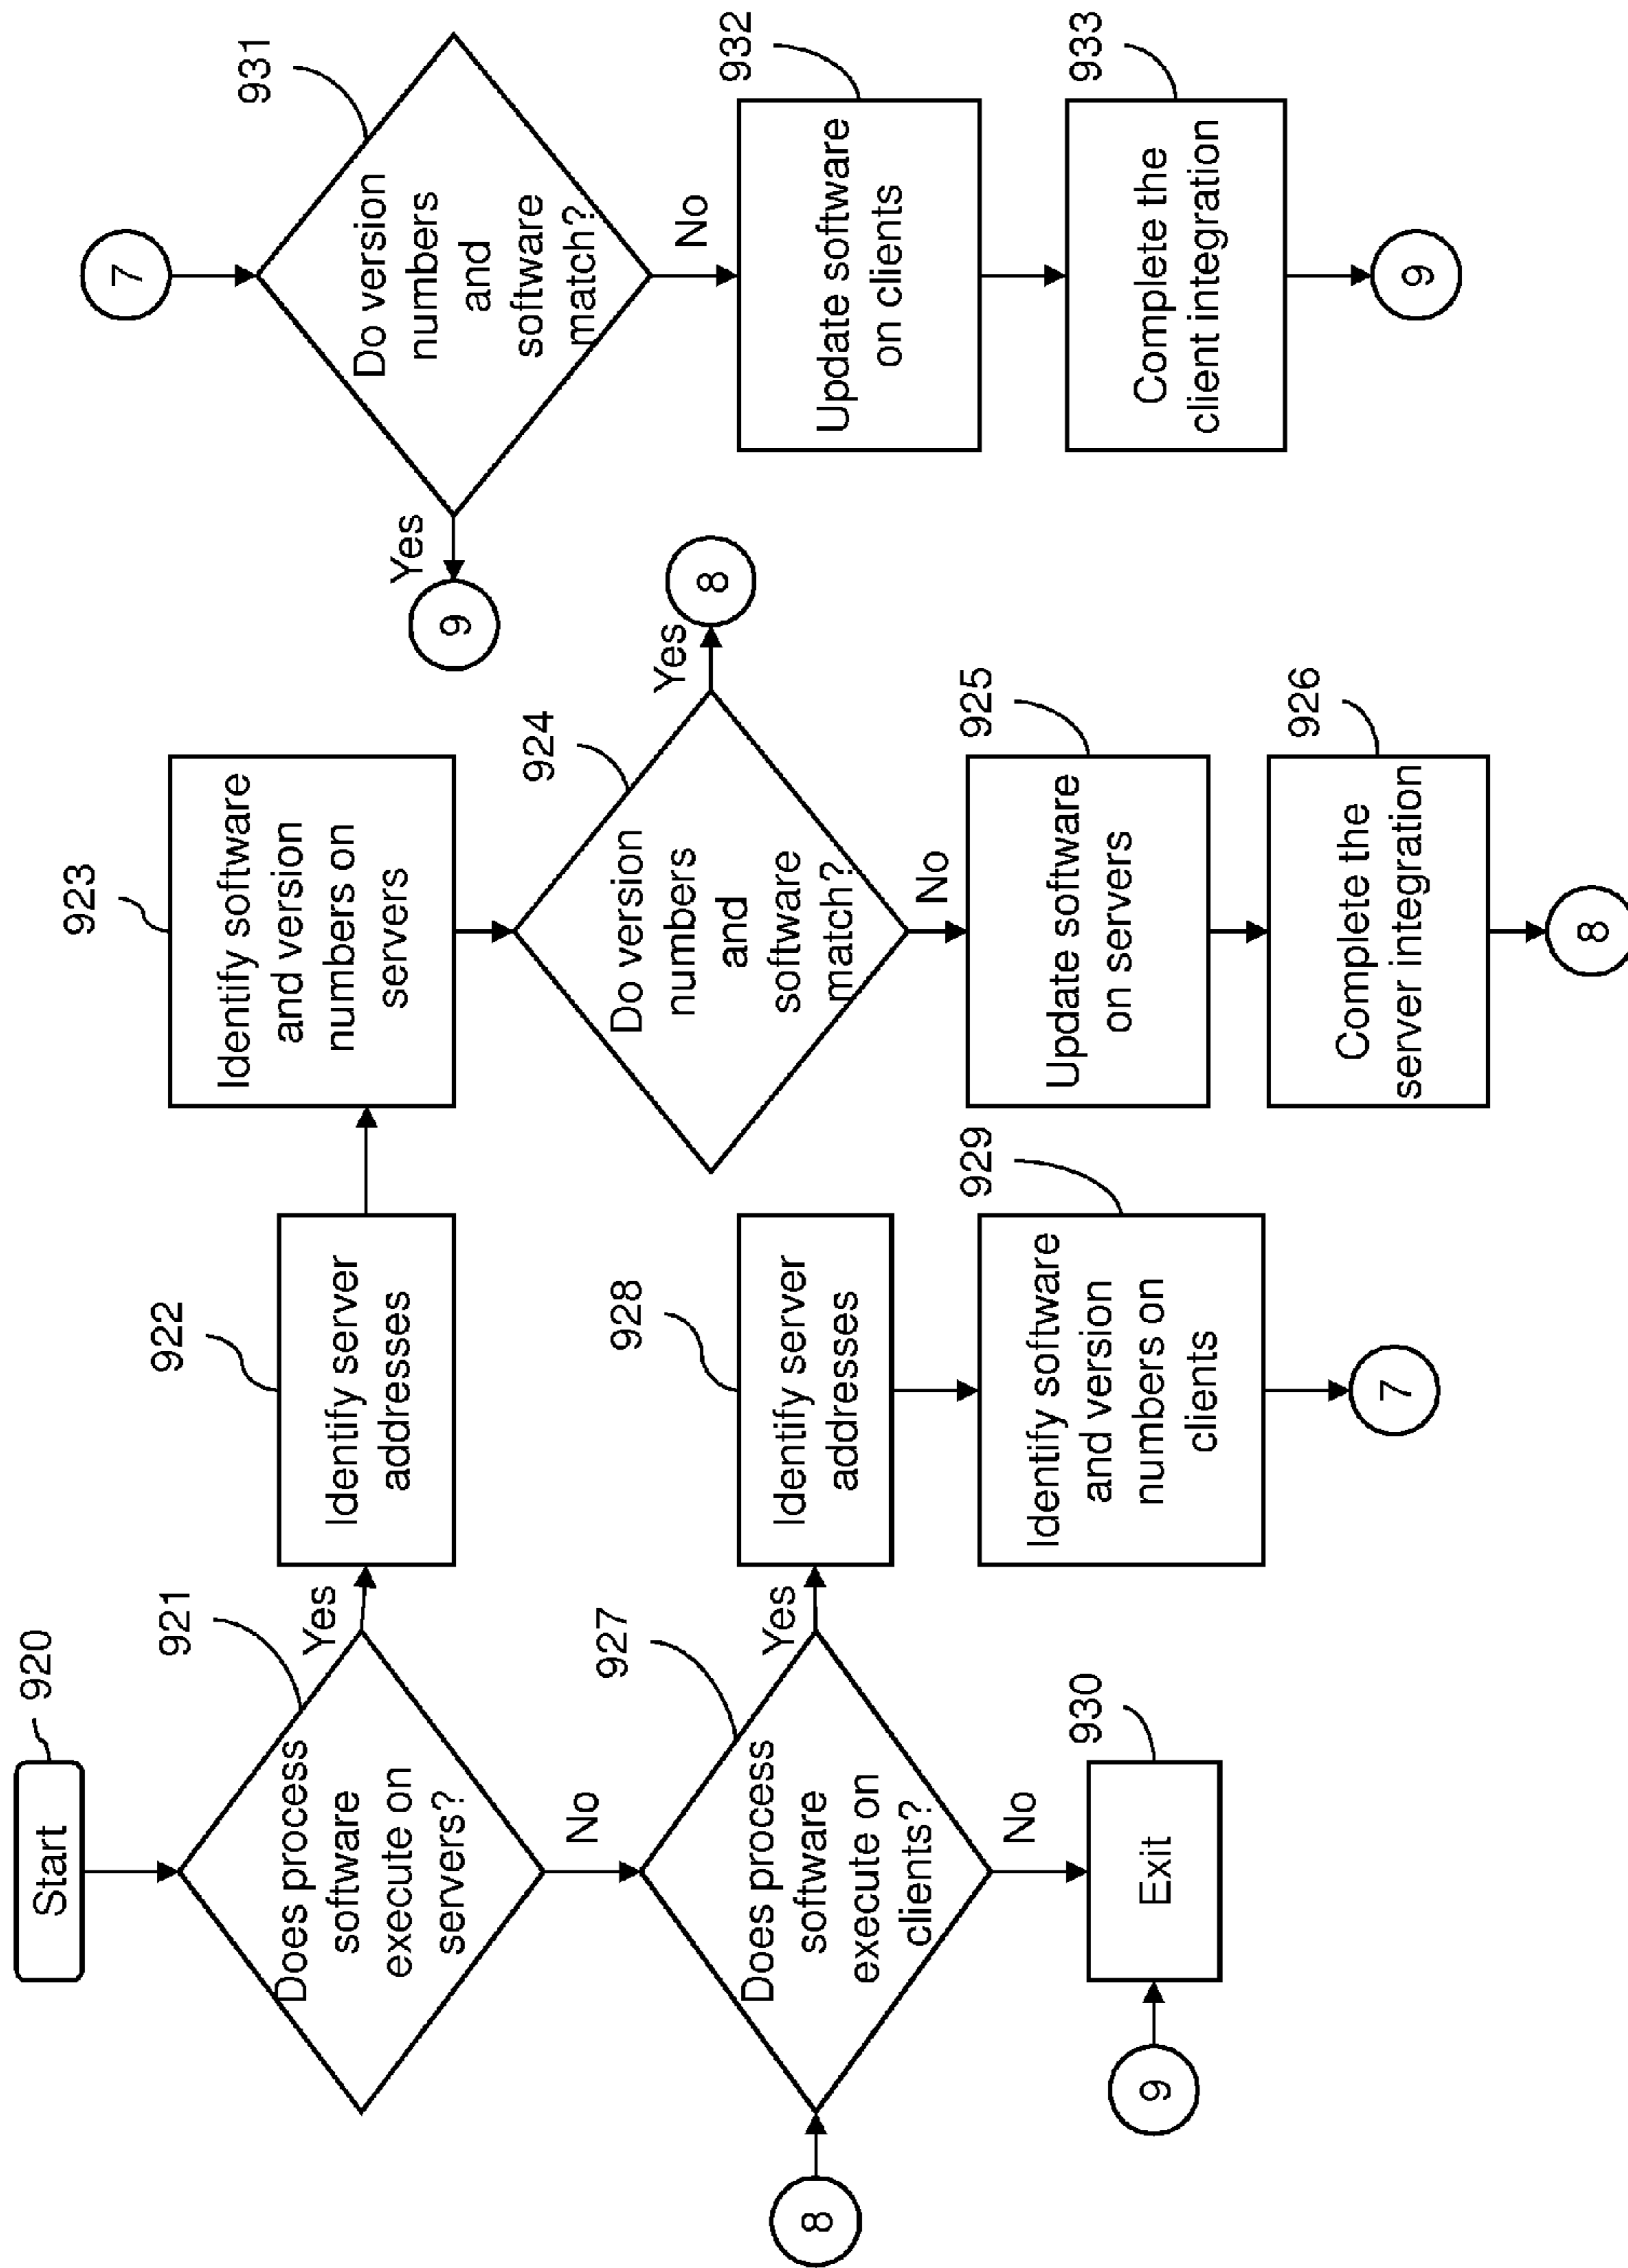 Start
920
Does process
software
execute on
servers?
921
Yes
No
Identify server
addresses
922
Identify software
and version
numbers on
servers
923
Do version
numbers
and
software
match?
924
Yes
8
No
Update software
on servers
925
Complete the
server integration
926
8
8
Does process
software
execute on
clients?
927
Yes
No
Identify server
addresses
928
Identify software
and version
numbers on
clients
929
7
9
Exit
930
7
Do version
numbers
and
software
match?
931
Yes
9
No
Update software
on clients
932
Complete the
client integration
933
9